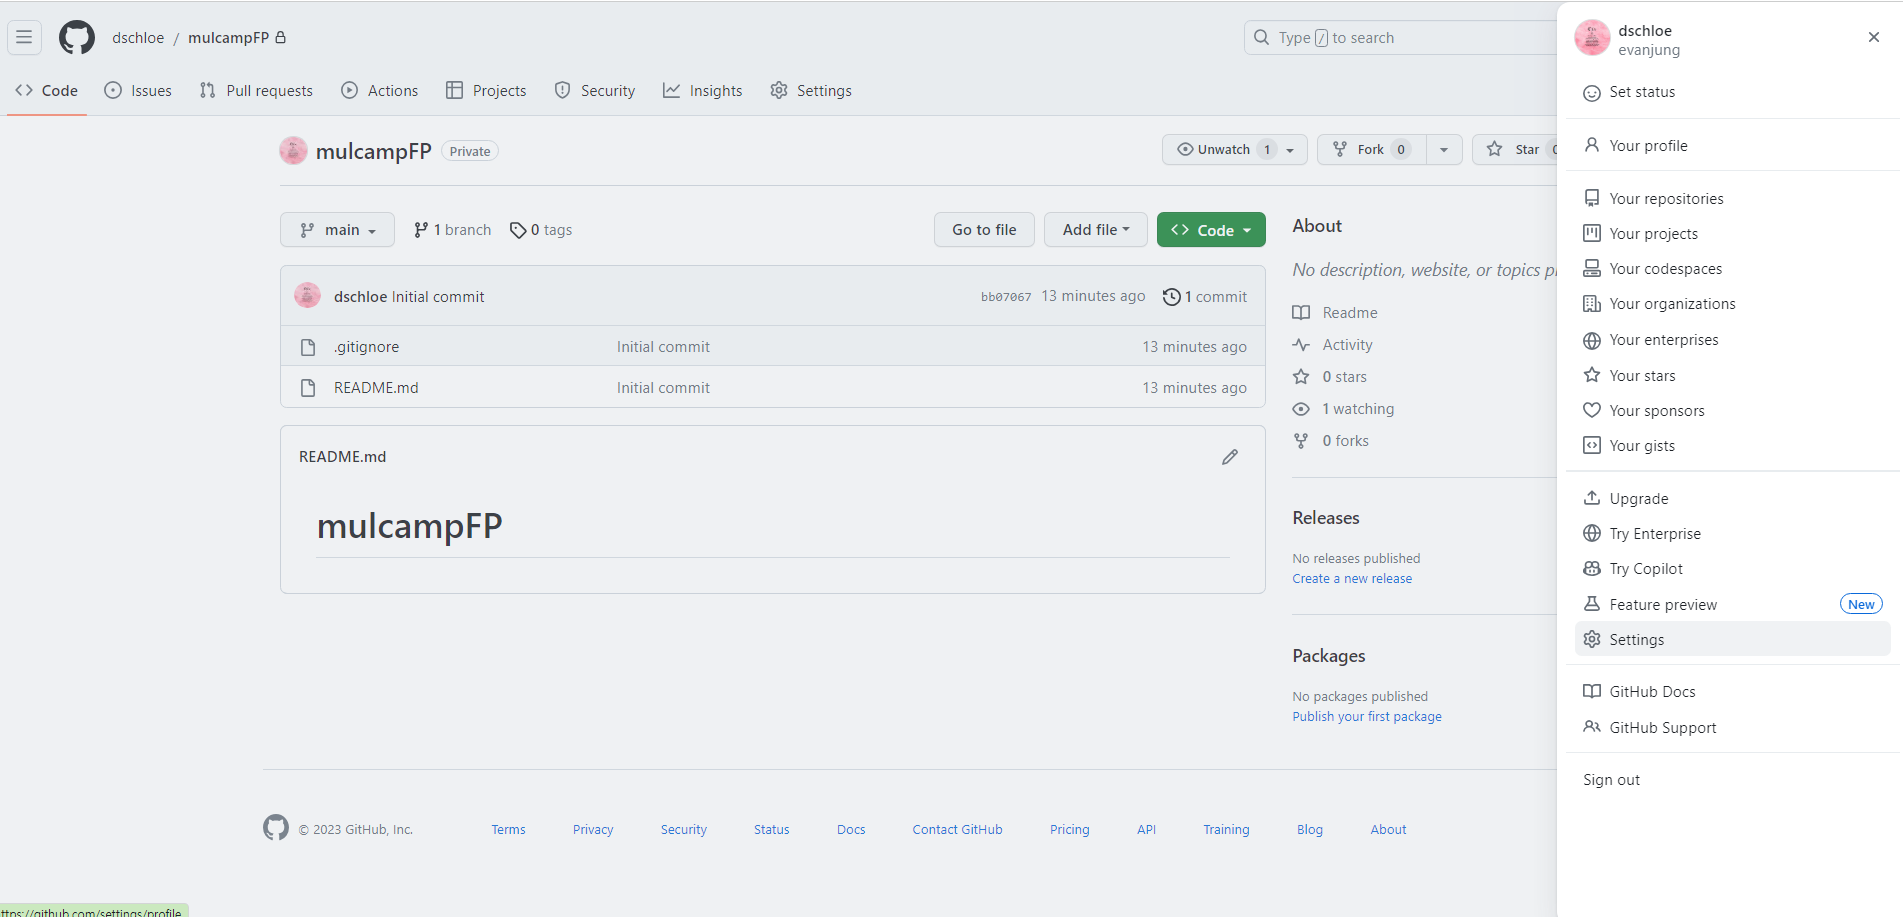 dschloe / mulcampFP
Type / to search
Code Issues Pull requests Actions Projects Security Insights Settings
mulcampFP Private
Unwatch 1 Fork 0 Star
main 1 branch 0 tags
Go to file Add file Code
dschloe Initial commit bb07067 13 minutes ago 1 commit
.gitignore Initial commit 13 minutes ago
README.md Initial commit 13 minutes ago
README.md
mulcampFP
About
No description, website, or topics
Readme
Activity
0 stars
1 watching
0 forks
Releases
No releases published
Create a new release
Packages
No packages published
Publish your first package
© 2023 GitHub, Inc. Terms Privacy Security Status Docs Contact GitHub Pricing API Training Blog About
ttps://github.com/settings/profile
dschloe
evanjung
Set status
Your profile
Your repositories
Your projects
Your codespaces
Your organizations
Your enterprises
Your stars
Your sponsors
Your gists
Upgrade
Try Enterprise
Try Copilot
Feature preview New
Settings
GitHub Docs
GitHub Support
Sign out